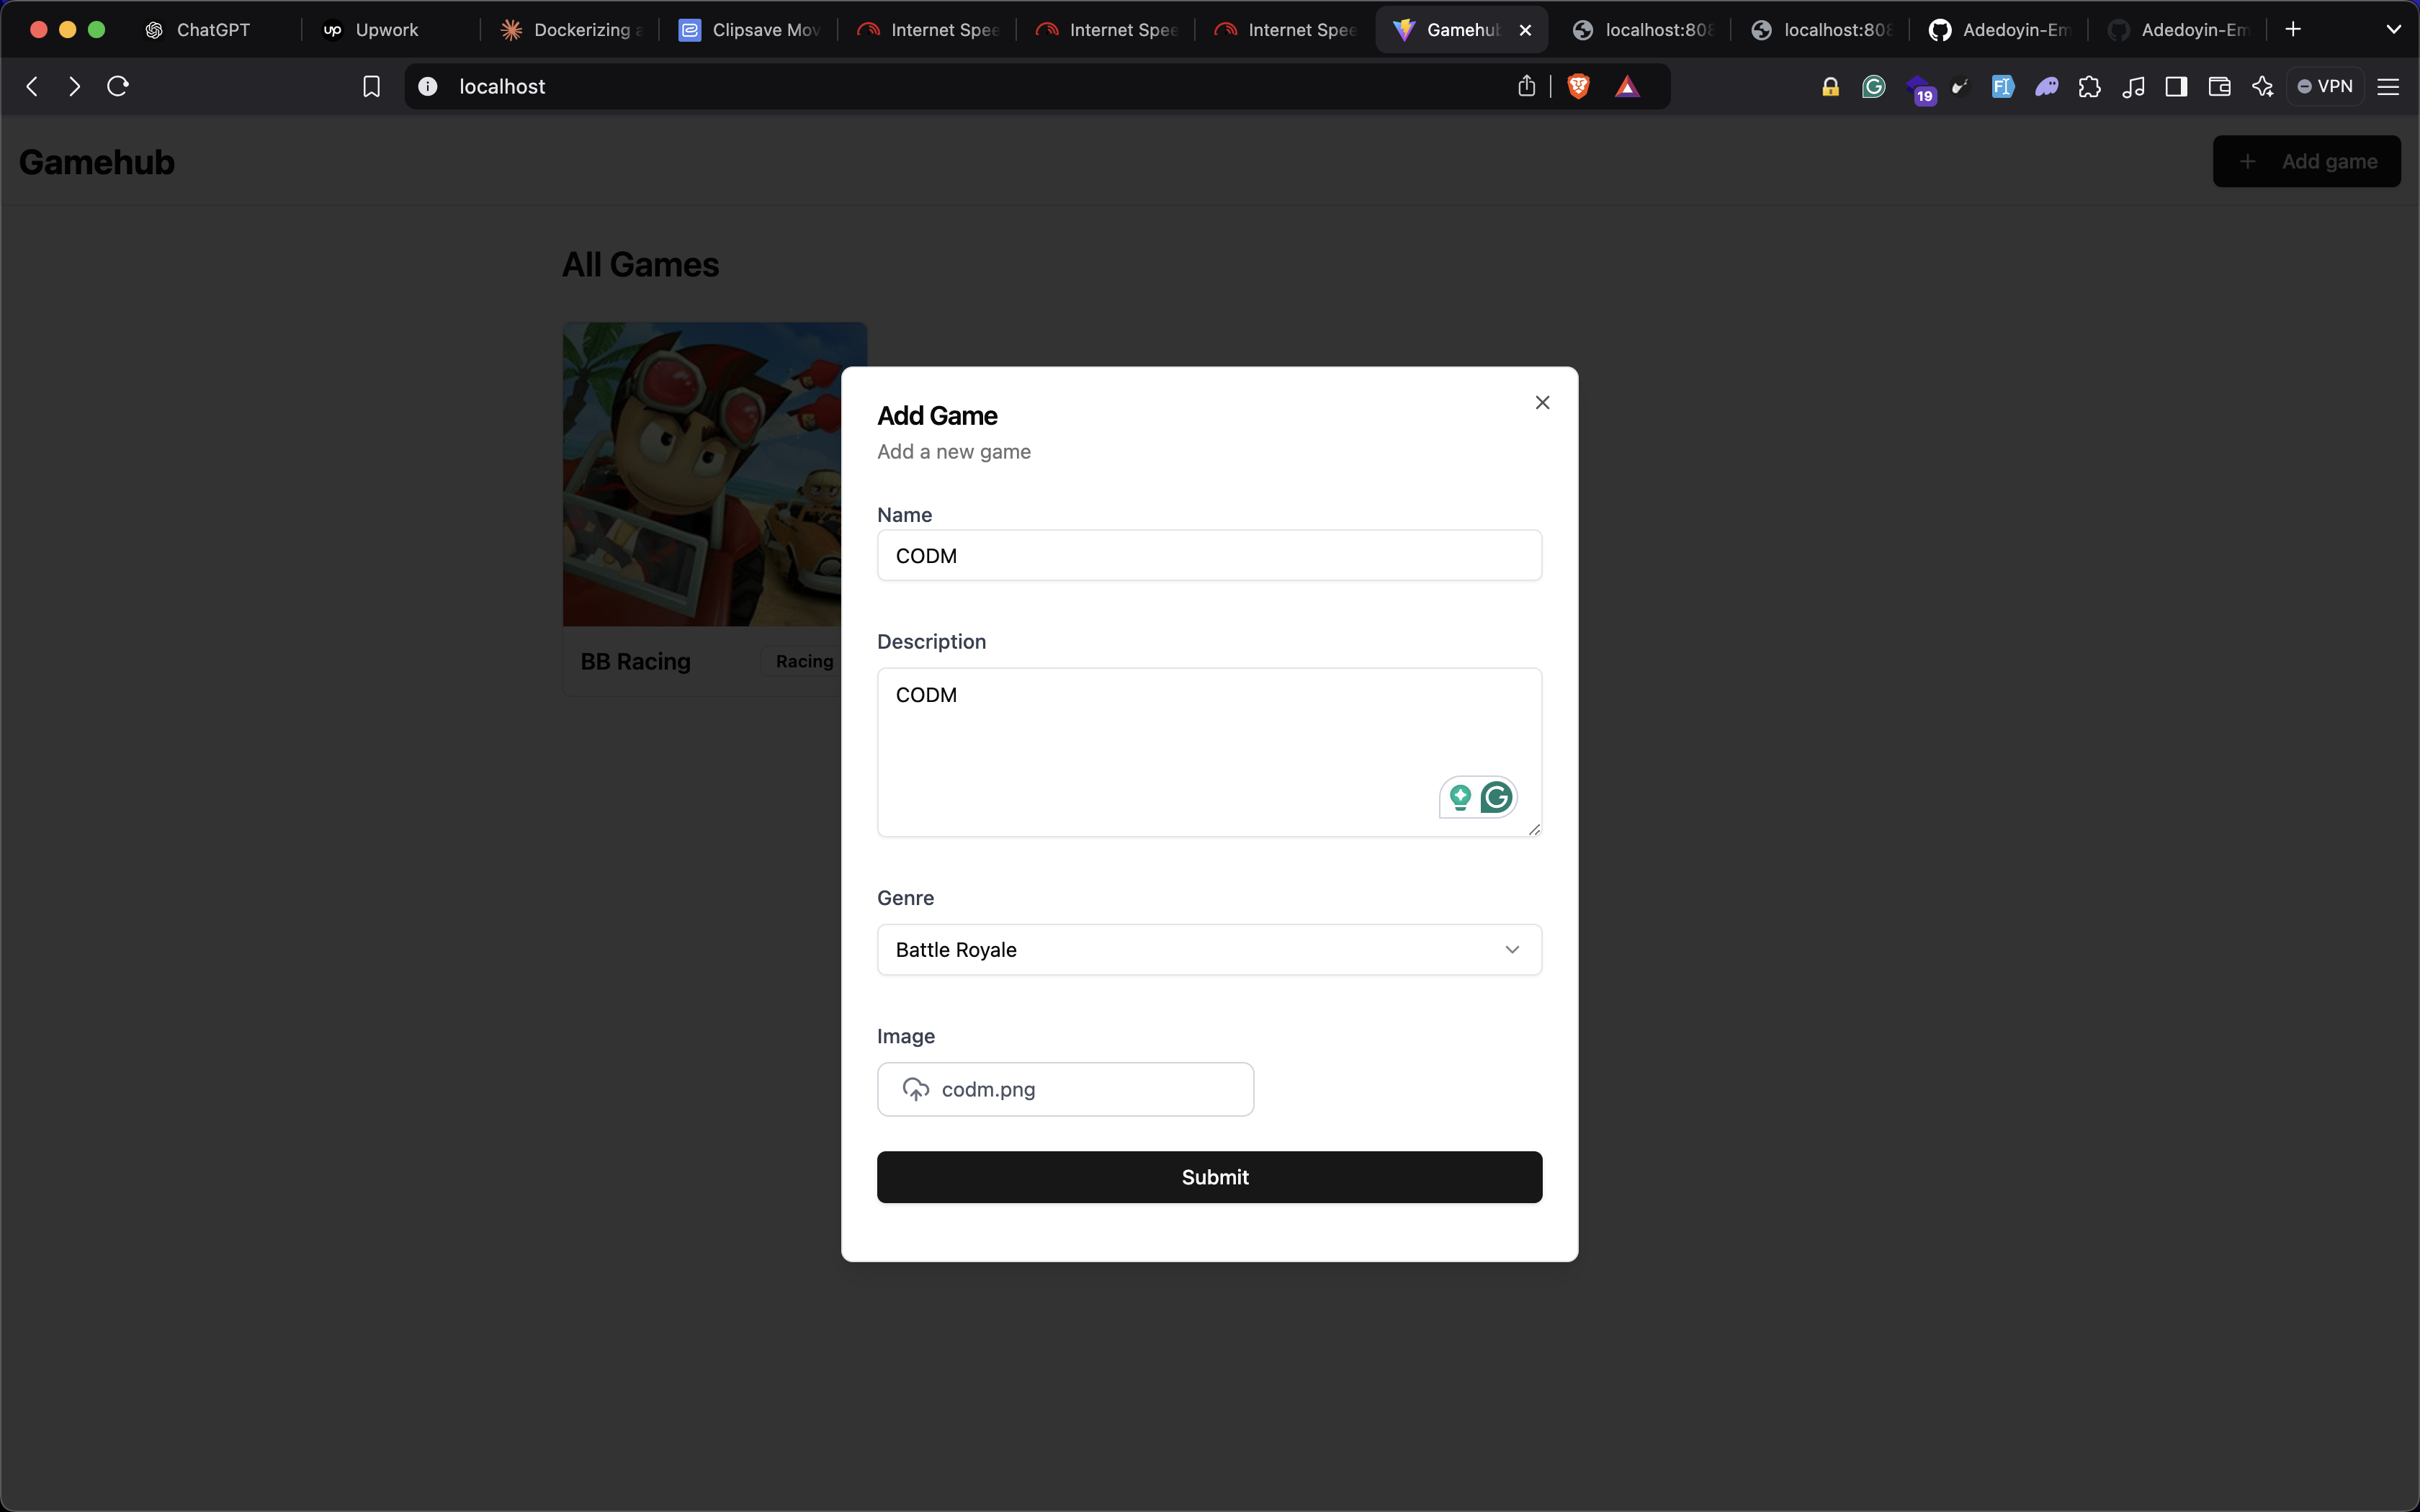 ChatGPT
up Upwork
Dockerizing a
Clipsave Mov
Internet Spee
Internet Spee
Internet Spee
Gamehub
localhost:808
localhost:808
Adedoyin-Em
Adedoyin-Em
localhost
19
VPN
Gamehub
Add game
All Games
BB Racing
Racing
Add Game
Add a new game
Name
CODM
Description
CODM
Genre
Battle Royale
Image
codm.png
Submit